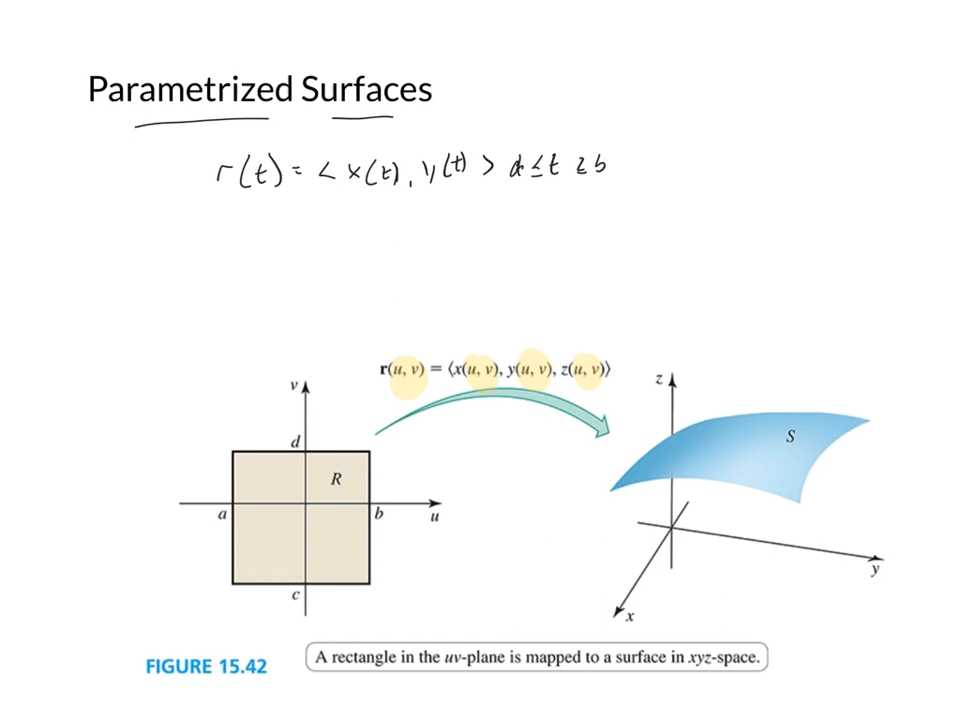 Parametrized Surfaces
r(t) = < x(t), y(t) > a ≤ t ≤ b
r(u, v) = ⟨x(u, v), y(u, v), z(u, v)⟩
v
d
R
a
b
u
c
z
S
y
x
FIGURE 15.42
A rectangle in the uv-plane is mapped to a surface in xyz-space.